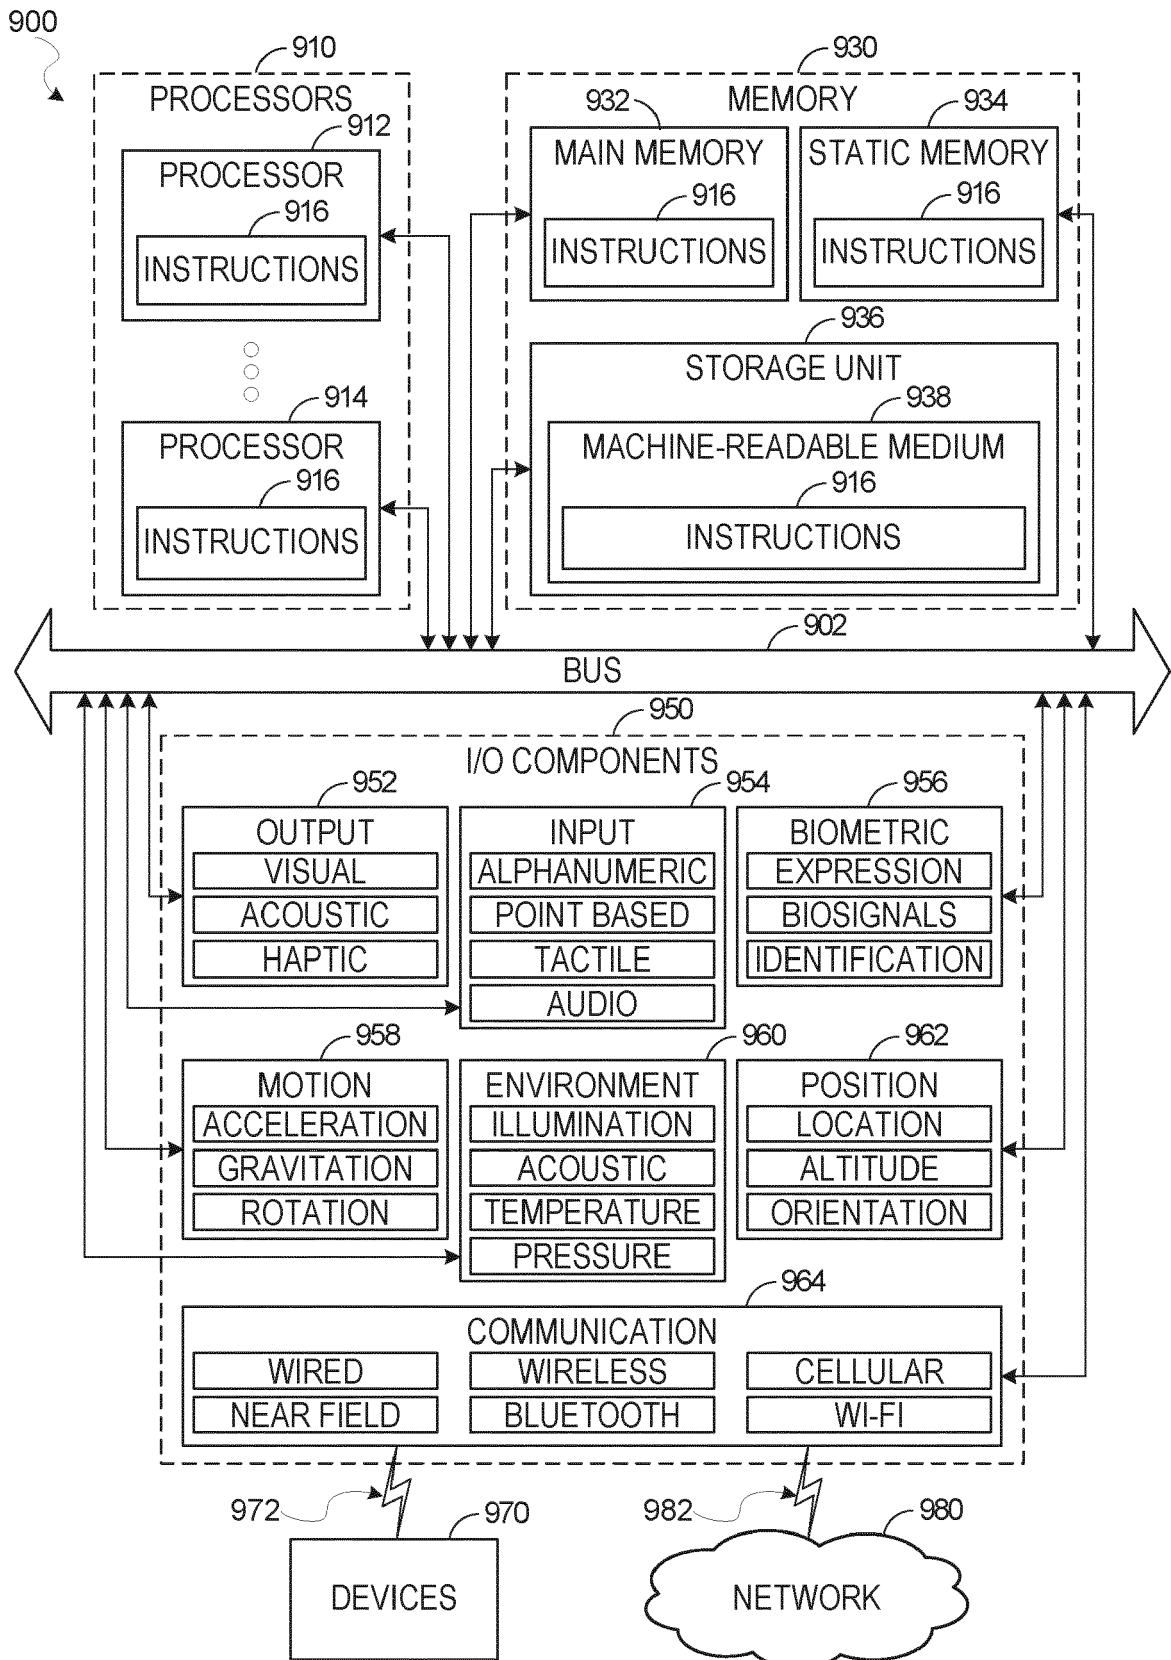 900
910
PROCESSORS
912
PROCESSOR
916
INSTRUCTIONS
914
PROCESSOR
916
INSTRUCTIONS
930
MEMORY
932
MAIN MEMORY
916
INSTRUCTIONS
934
STATIC MEMORY
916
INSTRUCTIONS
936
STORAGE UNIT
938
MACHINE-READABLE MEDIUM
916
INSTRUCTIONS
902
BUS
950
I/O COMPONENTS
952
OUTPUT
VISUAL
ACOUSTIC
HAPTIC
954
INPUT
ALPHANUMERIC
POINT BASED
TACTILE
AUDIO
956
BIOMETRIC
EXPRESSION
BIOSIGNALS
IDENTIFICATION
958
MOTION
ACCELERATION
GRAVITATION
ROTATION
960
ENVIRONMENT
ILLUMINATION
ACOUSTIC
TEMPERATURE
PRESSURE
962
POSITION
LOCATION
ALTITUDE
ORIENTATION
964
COMMUNICATION
WIRED
WIRELESS
CELLULAR
NEAR FIELD
BLUETOOTH
WI-FI
972
970
DEVICES
982
980
NETWORK